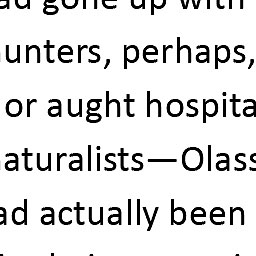 ad gone up with
unters, perhaps,
or aught hospita
aturalists—Olass
ad actually been